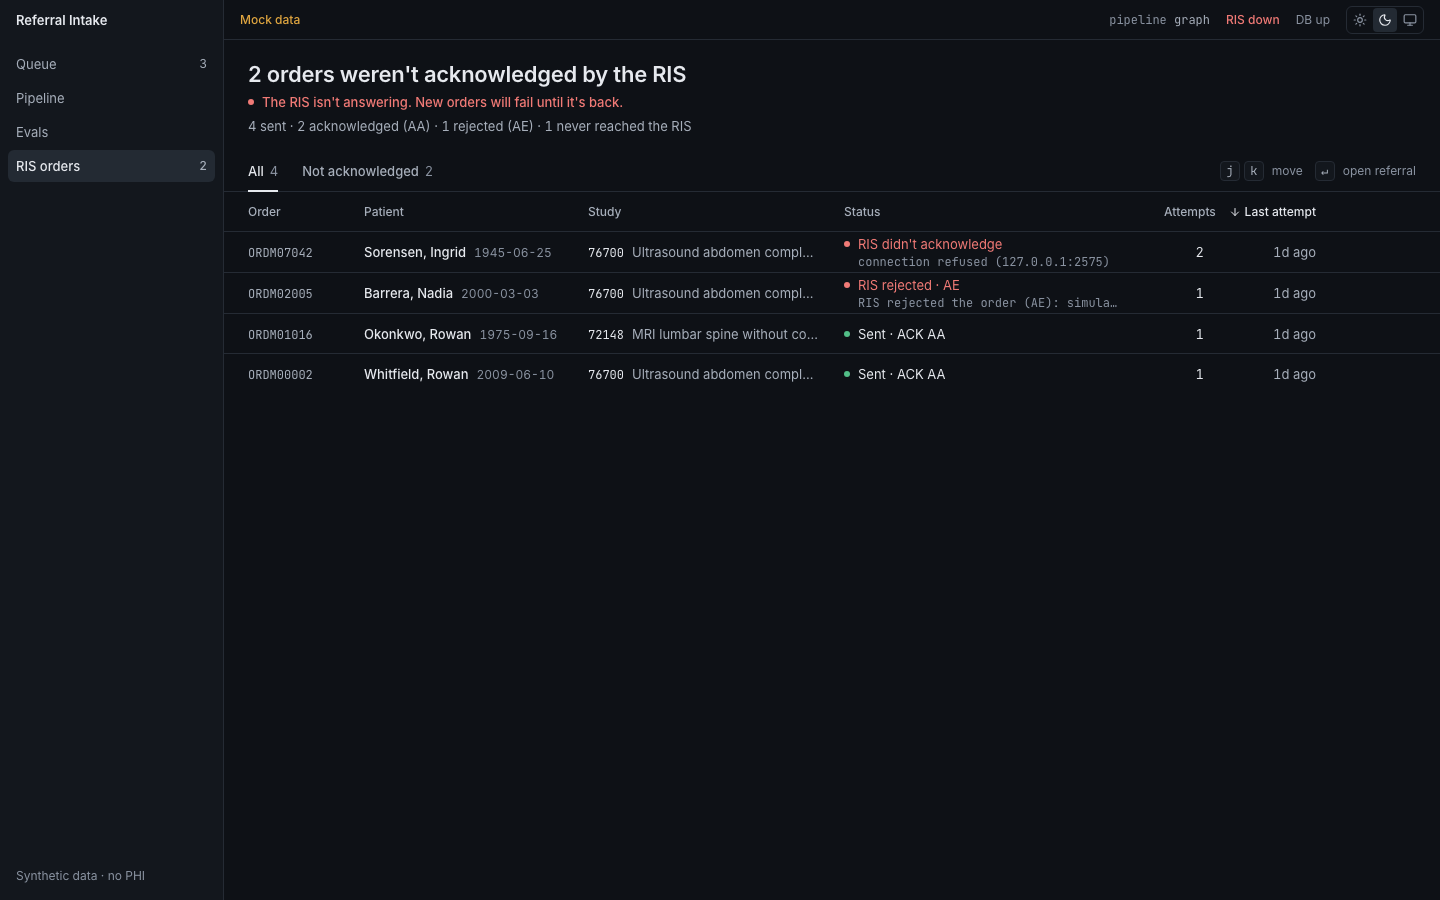 Referral Intake
Queue 3
Pipeline
Evals
RIS orders 2
Synthetic data · no PHI
Mock data
pipeline graph RIS down DB up
2 orders weren't acknowledged by the RIS
The RIS isn't answering. New orders will fail until it's back.
4 sent · 2 acknowledged (AA) · 1 rejected (AE) · 1 never reached the RIS
All 4 Not acknowledged 2
j k move ↵ open referral
Order Patient Study Status Attempts ↓ Last attempt
ORDM07042 Sorensen, Ingrid 1945-06-25 76700 Ultrasound abdomen compl… RIS didn't acknowledge 2 1d ago
connection refused (127.0.0.1:2575)
ORDM02005 Barrera, Nadia 2000-03-03 76700 Ultrasound abdomen compl… RIS rejected · AE 1 1d ago
RIS rejected the order (AE): simula…
ORDM01016 Okonkwo, Rowan 1975-09-16 72148 MRI lumbar spine without co… Sent · ACK AA 1 1d ago
ORDM00002 Whitfield, Rowan 2009-06-10 76700 Ultrasound abdomen compl… Sent · ACK AA 1 1d ago